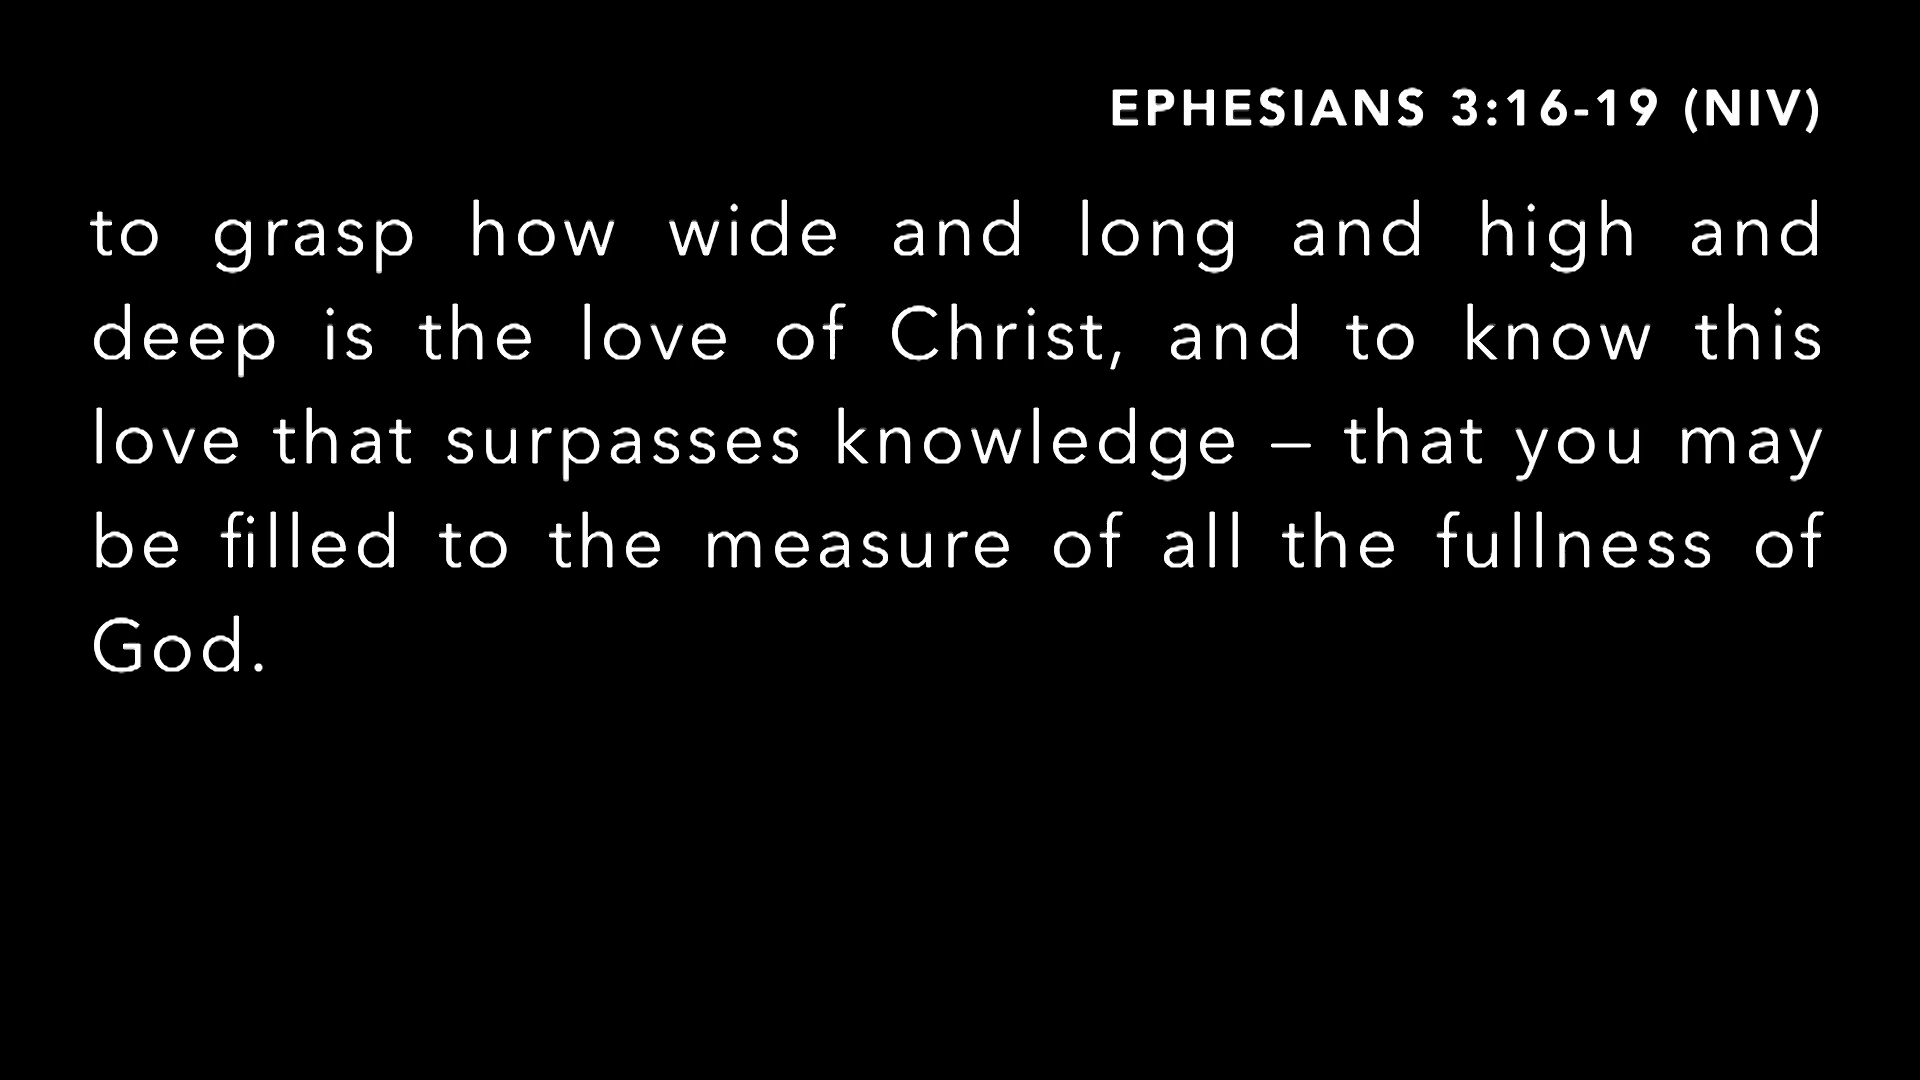 EPHESIANS 3:16-19 (NIV)
to grasp how wide and long and high and
deep is the love of Christ, and to know this
love that surpasses knowledge – that you may
be filled to the measure of all the fullness of
God.